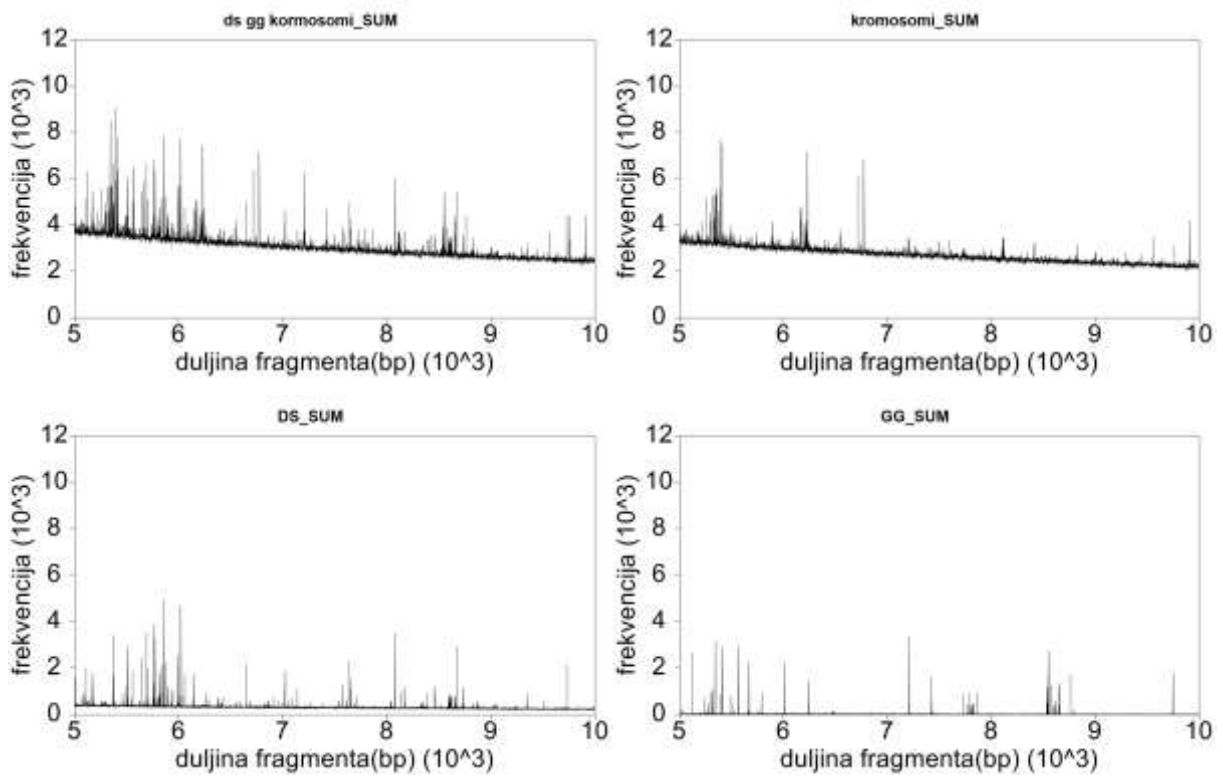 ds gg kormosomi_SUM
12
10
8
6
4
2
0
frekvencija (10^3)
5 6 7 8 9 10
duljina fragmenta(bp) (10^3)
kromosomi_SUM
12
10
8
6
4
2
0
frekvencija (10^3)
5 6 7 8 9 10
duljina fragmenta(bp) (10^3)
DS_SUM
12
10
8
6
4
2
0
frekvencija (10^3)
5 6 7 8 9 10
duljina fragmenta(bp) (10^3)
GG_SUM
12
10
8
6
4
2
0
frekvencija (10^3)
5 6 7 8 9 10
duljina fragmenta(bp) (10^3)